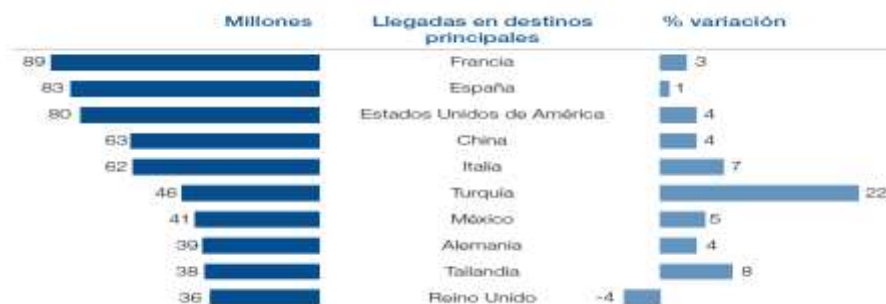 Millones Llegadas en destinos principales % variación
89 Francia 3
83 España 1
80 Estados Unidos de América 4
63 China 4
62 Italia 7
46 Turquía 22
41 México 5
39 Alemania 4
38 Tailandia 8
36 Reino Unido -4